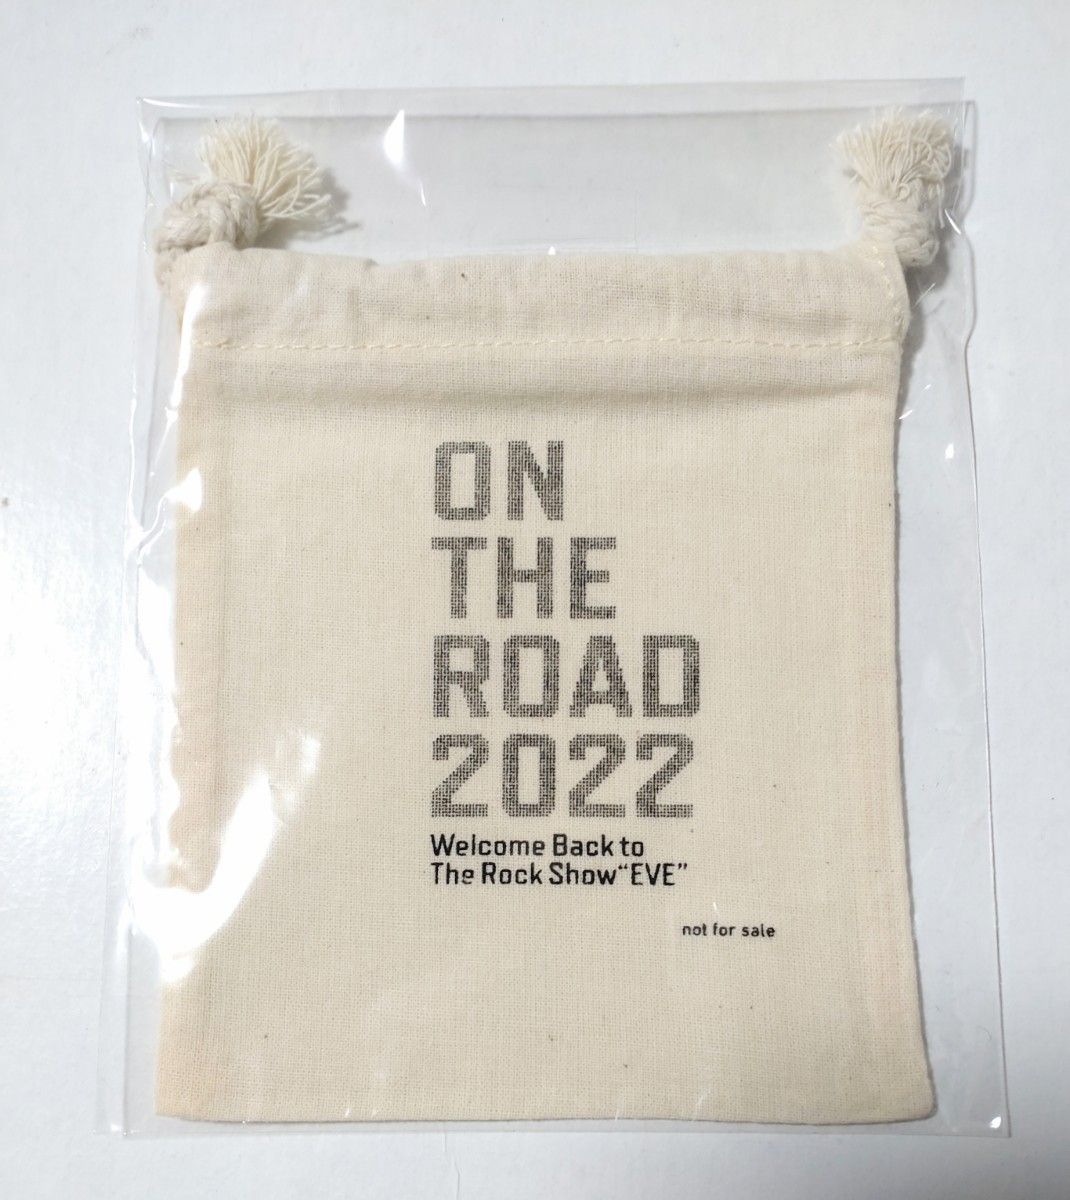 ON
THE
ROAD
2022
Welcome Back to
The Rock Show“EVE”
not for sale